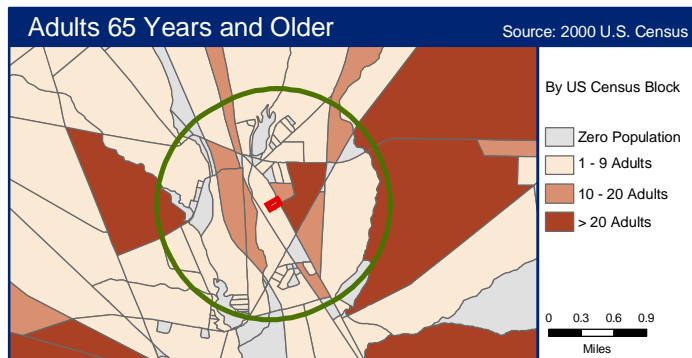 Adults 65 Years and Older
Source: 2000 U.S. Census
By US Census Block
Zero Population
1 - 9 Adults
10 - 20 Adults
> 20 Adults
0 0.3 0.6 0.9
Miles